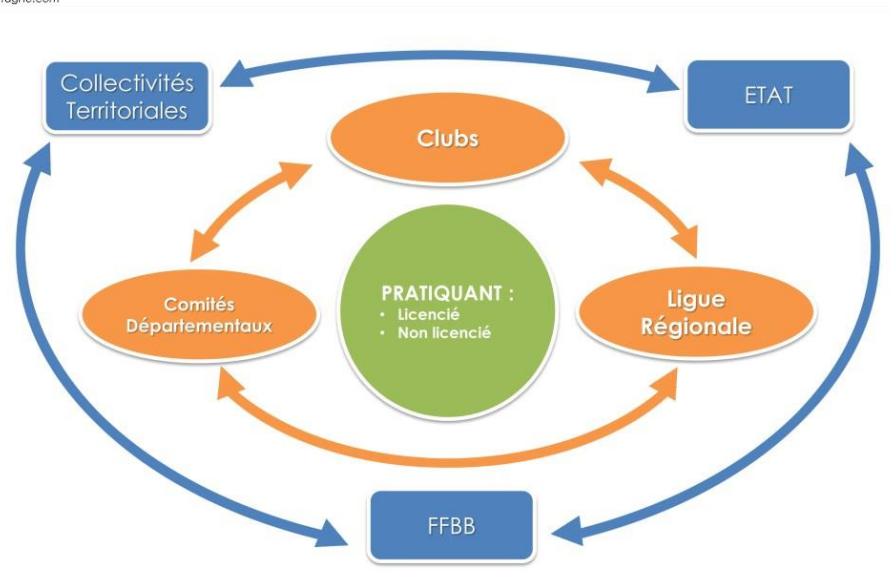 Collectivités
Territoriales
ETAT
Clubs
Comités
Départementaux
PRATIQUANT :
• Licencié
• Non licencié
Ligue
Régionale
FFBB